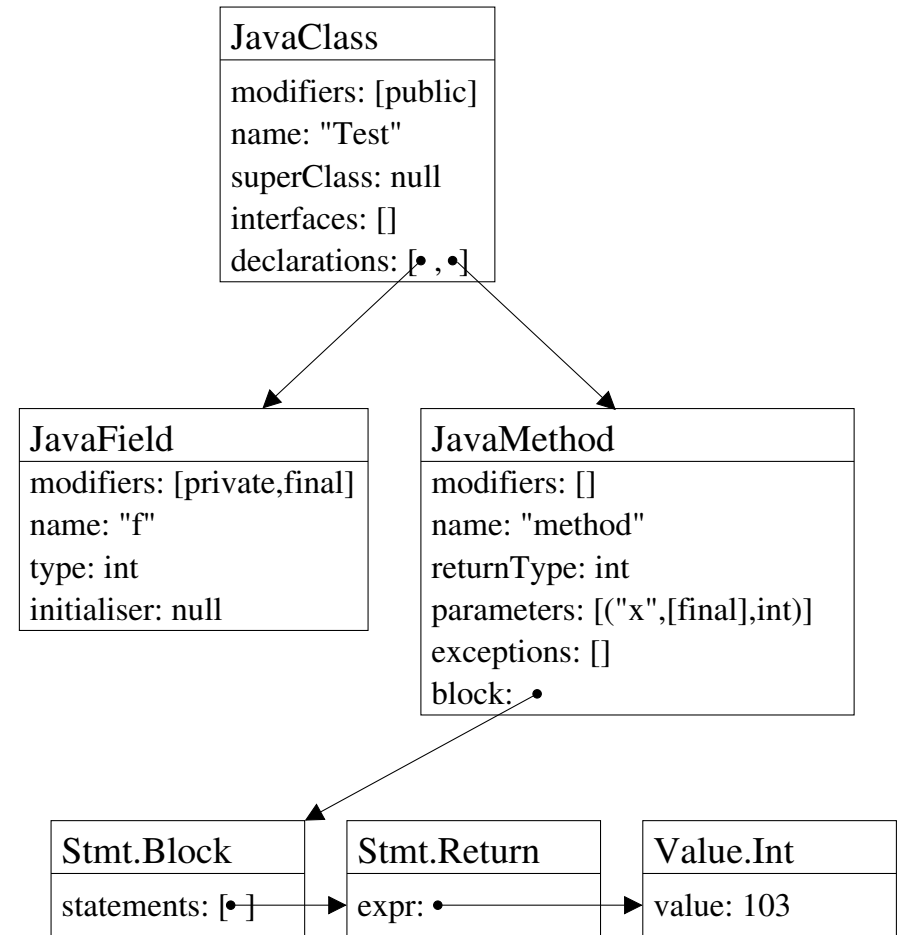 JavaClass
modifiers: [public]
name: "Test"
superClass: null
interfaces: []
declarations: [ , ]
JavaField
modifiers: [private,final]
name: "f"
type: int
initialiser: null
JavaMethod
modifiers: []
name: "method"
returnType: int
parameters: [("x",[final],int)]
exceptions: []
block:
Stmt.Block
statements: [ ]
Stmt.Return
expr:
Value.Int
value: 103